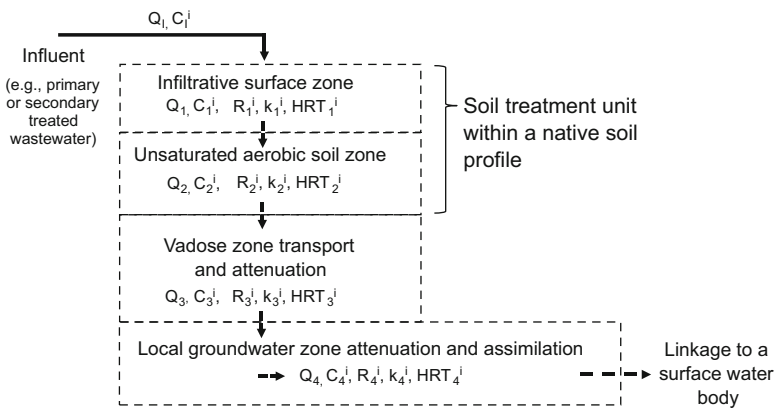 Q_I, C_I^i
Influent
(e.g., primary
or secondary
treated
wastewater)
Infiltrative surface zone
Q_1, C_1^i, R_1^i, k_1^i, HRT_1^i
Unsaturated aerobic soil zone
Q_2, C_2^i, R_2^i, k_2^i, HRT_2^i
Soil treatment unit
within a native soil
profile
Vadose zone transport
and attenuation
Q_3, C_3^i, R_3^i, k_3^i, HRT_3^i
Local groundwater zone attenuation and assimilation
Q_4, C_4^i, R_4^i, k_4^i, HRT_4^i
Linkage to a
surface water
body